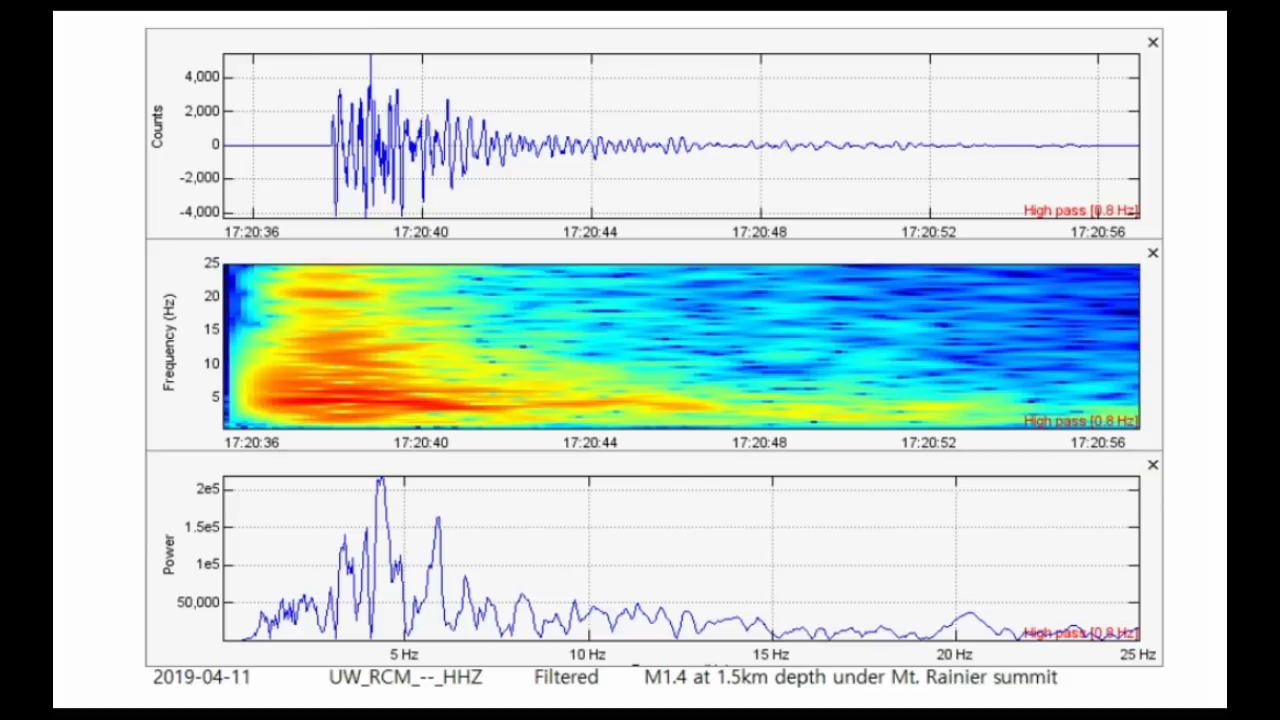 4,000
2,000
0
-2,000
-4,000
Counts
High pass [0.8 Hz]
17:20:36 17:20:40 17:20:44 17:20:48 17:20:52 17:20:56
25
20
15
10
5
Frequency (Hz)
High pass [0.8 Hz]
17:20:36 17:20:40 17:20:44 17:20:48 17:20:52 17:20:56
2e5
1.5e5
1e5
50,000
Power
High pass [0.8 Hz]
5 Hz 10 Hz 15 Hz 20 Hz 25 Hz
2019-04-11 UW_RCM_--_HHZ Filtered M1.4 at 1.5km depth under Mt. Rainier summit